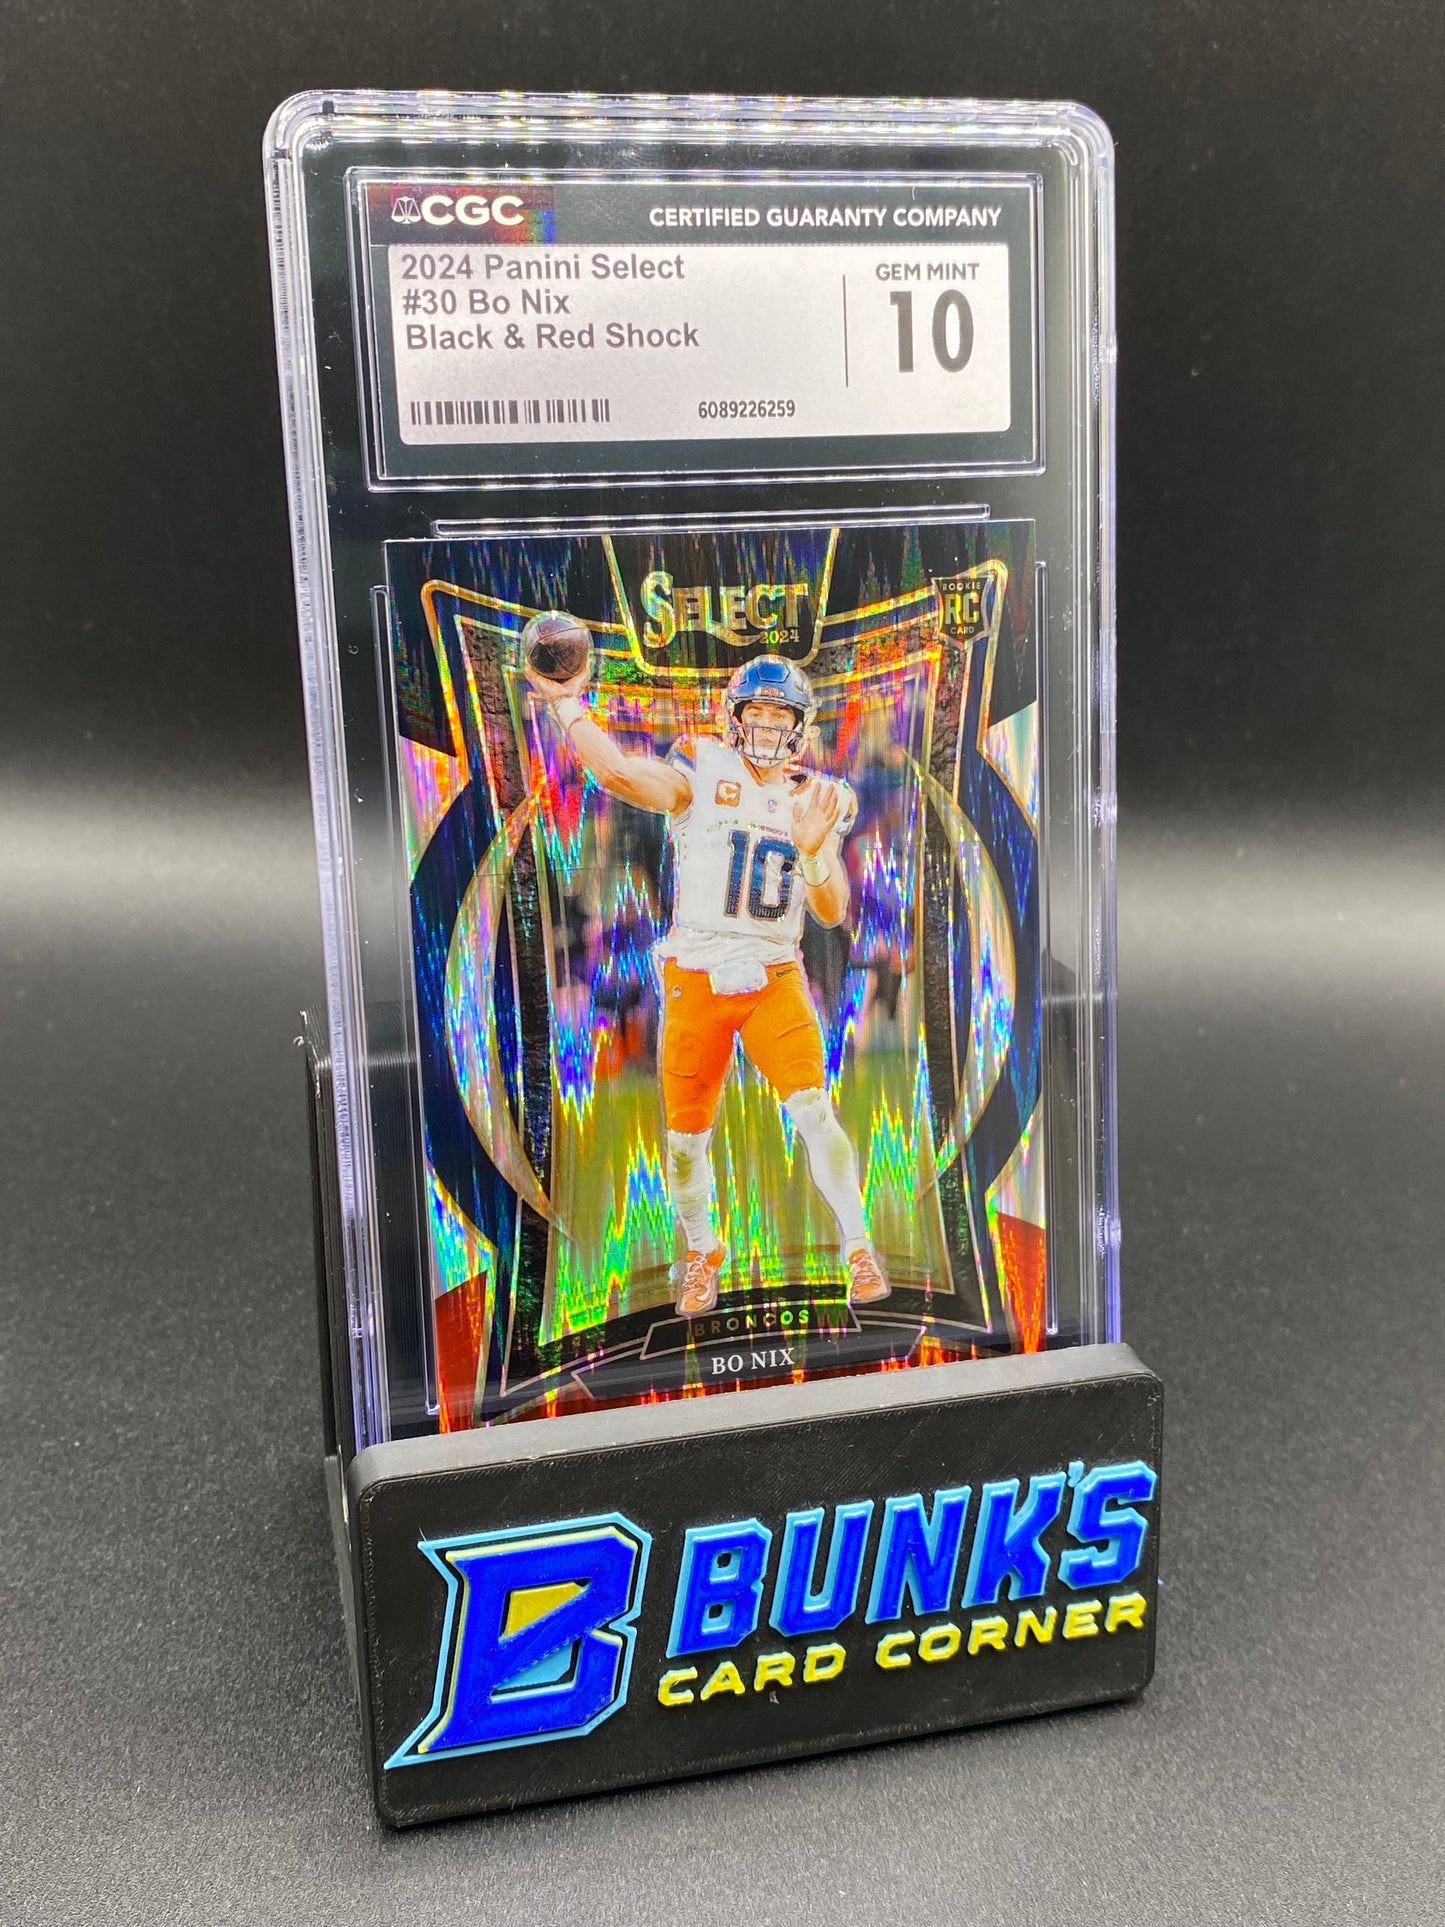 CGC
CERTIFIED GUARANTY COMPANY
2024 Panini Select
#30 Bo Nix
Black & Red Shock
GEM MINT
10
6089226259
SELECT
2024
ROOKIE
RC
CARD
C
10
BRONCOS
BO NIX
B
BUNK'S
CARD CORNER